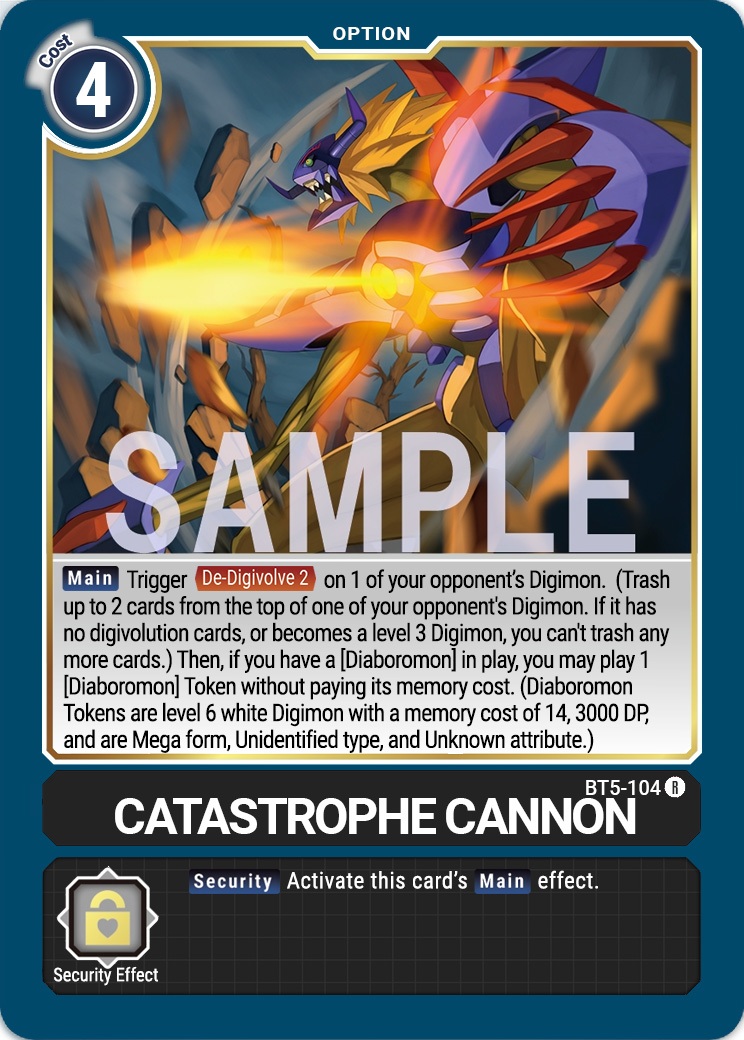 OPTION
Cost
4
SAMPLE
Main Trigger De-Digivolve 2 on 1 of your opponent's Digimon. (Trash
up to 2 cards from the top of one of your opponent's Digimon. If it has
no digivolution cards, or becomes a level 3 Digimon, you can't trash any
more cards.) Then, if you have a [Diaboromon] in play, you may play 1
[Diaboromon] Token without paying its memory cost. (Diaboromon
Tokens are level 6 white Digimon with a memory cost of 14, 3000 DP,
and are Mega form, Unidentified type, and Unknown attribute.)
BT5-104 R
CATASTROPHE CANNON
Security Activate this card's Main effect.
Security Effect